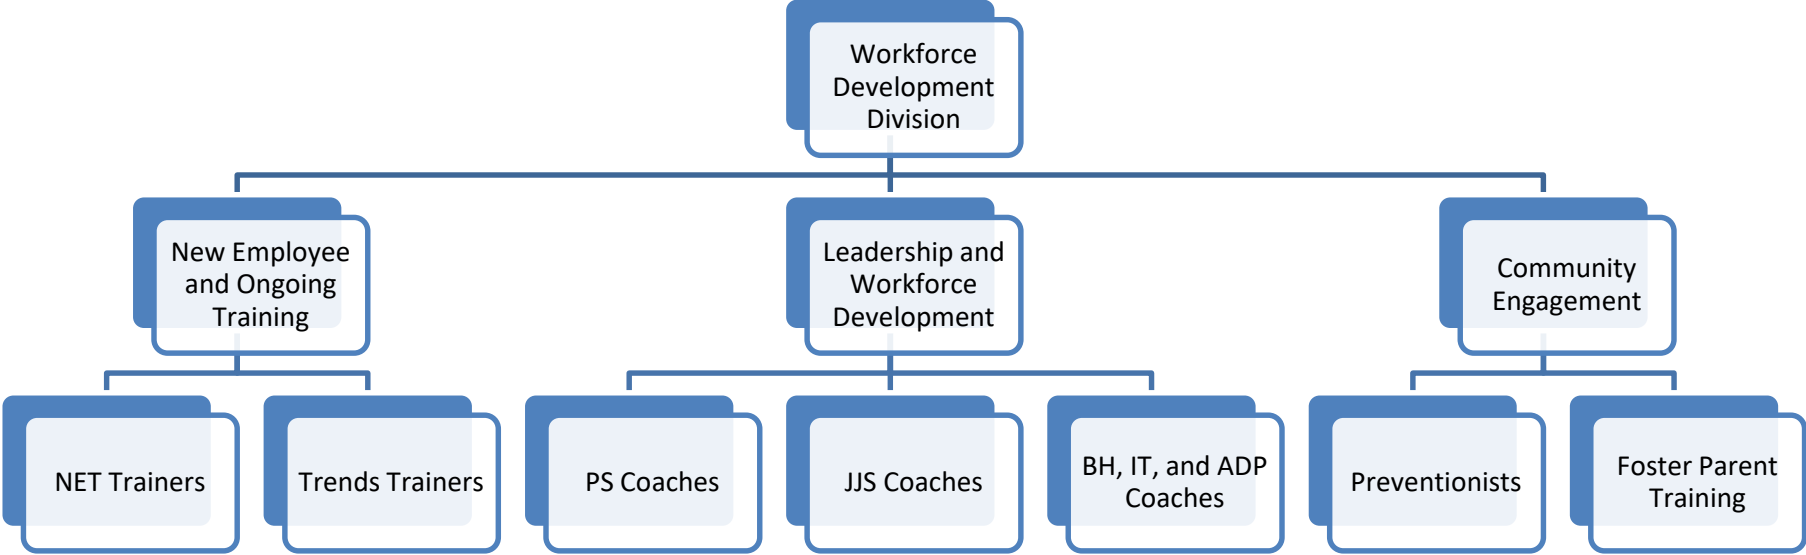 Workforce
Development
Division
New Employee
and Ongoing
Training
Leadership and
Workforce
Development
Community
Engagement
NET Trainers
Trends Trainers
PS Coaches
JJS Coaches
BH, IT, and ADP
Coaches
Preventionists
Foster Parent
Training